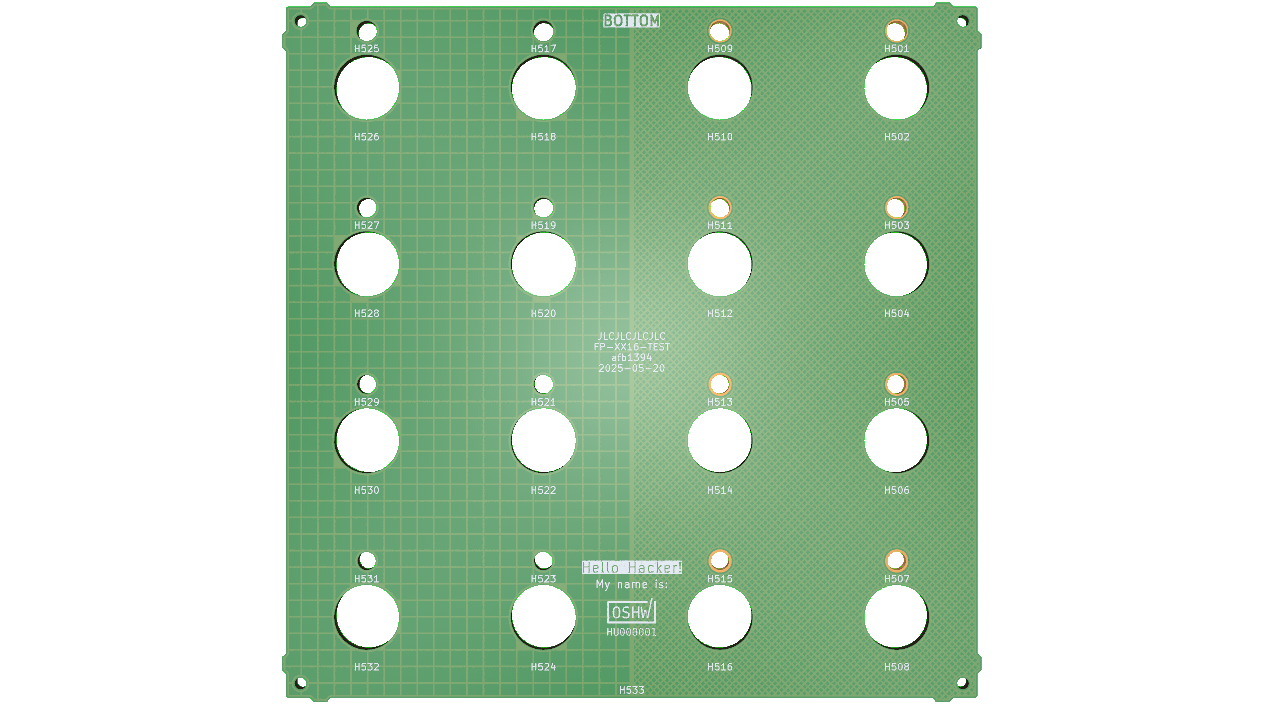 BOTTOM
H525 H517 H509 H501
H526 H518 H510 H502
H527 H519 H511 H503
H528 H520 H512 H504
JLCJLCJLCJLC
FP-XX16-TEST
afb1394
2025-05-20
H529 H521 H513 H505
H530 H522 H514 H506
Hello Hacker!
H531 H523 H515 H507
My name is:
OSHW
HU000001
H532 H524 H516 H508
H533